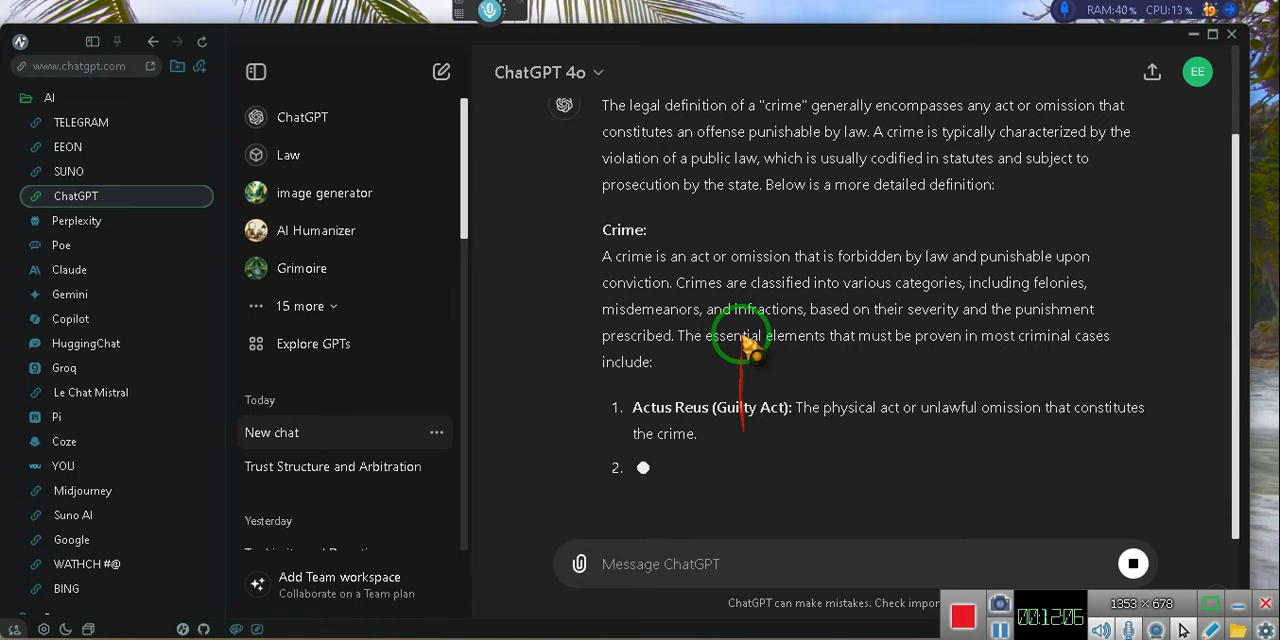 RAM:40% CPU:13% 19
www.chatgpt.com
AI
TELEGRAM
EEON
SUNO
ChatGPT
Perplexity
Poe
Claude
Gemini
Copilot
HuggingChat
Groq
Le Chat Mistral
Pi
Coze
YOU
Midjourney
Suno AI
Google
WATHCH #@
BING
ChatGPT
Law
image generator
AI Humanizer
Grimoire
15 more
Explore GPTs
Today
New chat
Trust Structure and Arbitration
Yesterday
Add Team workspace
Collaborate on a Team plan
ChatGPT 4o
EE
The legal definition of a "crime" generally encompasses any act or omission that
constitutes an offense punishable by law. A crime is typically characterized by the
violation of a public law, which is usually codified in statutes and subject to
prosecution by the state. Below is a more detailed definition:
Crime:
A crime is an act or omission that is forbidden by law and punishable upon
conviction. Crimes are classified into various categories, including felonies,
misdemeanors, and infractions, based on their severity and the punishment
prescribed. The essential elements that must be proven in most criminal cases
include:
1. Actus Reus (Guilty Act): The physical act or unlawful omission that constitutes
the crime.
2.
Message ChatGPT
ChatGPT can make mistakes. Check impor
00:12:06
1353 × 678